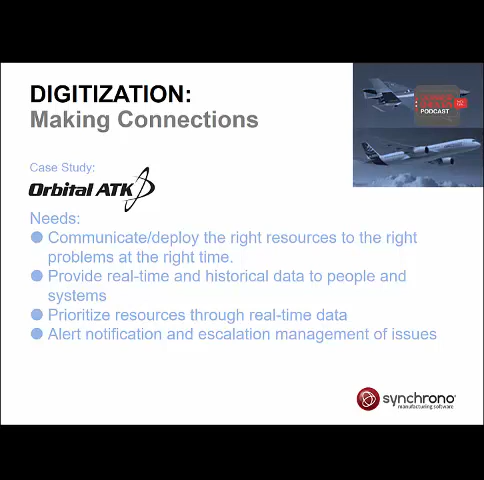 DIGITIZATION:
Making Connections
PODCAST
Case Study:
Orbital ATK
Needs:
Communicate/deploy the right resources to the right
problems at the right time.
Provide real-time and historical data to people and
systems
Prioritize resources through real-time data
Alert notification and escalation management of issues
synchrono
manufacturing software